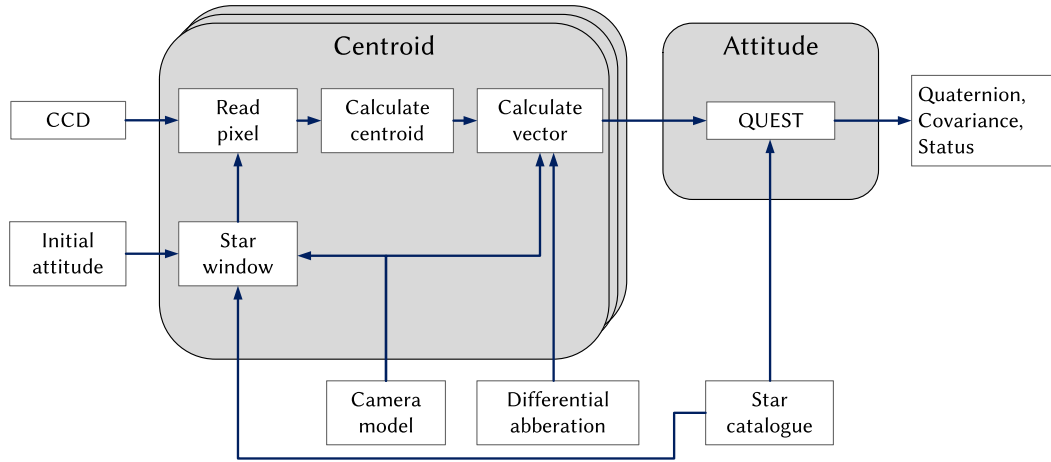 Centroid
Attitude
CCD
Read
pixel
Calculate
centroid
Calculate
vector
QUEST
Quaternion,
Covariance,
Status
Initial
attitude
Star
window
Camera
model
Differential
abberation
Star
catalogue